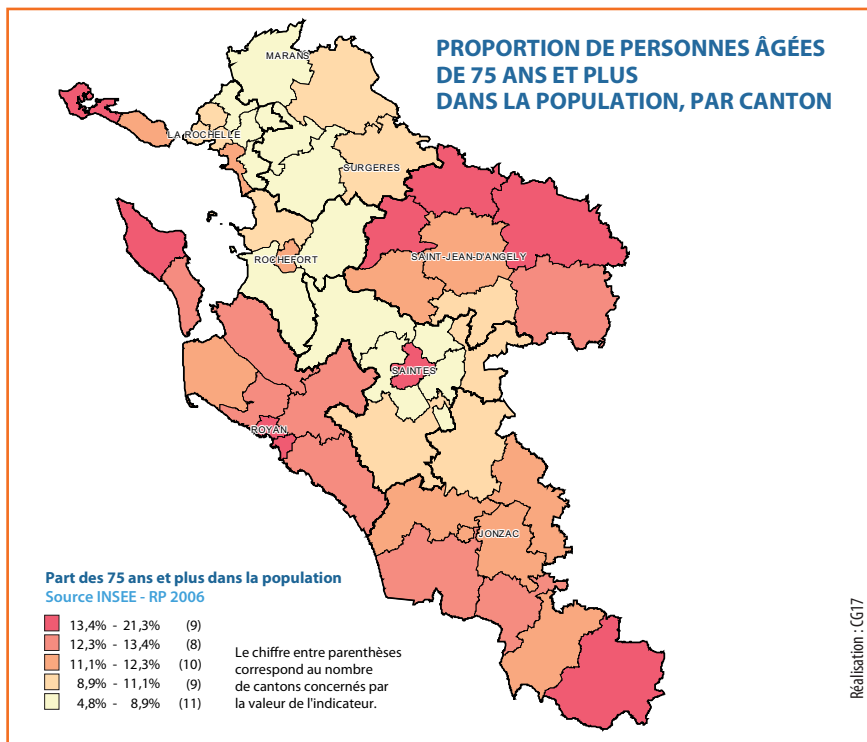 PROPORTION DE PERSONNES ÂGÉES
DE 75 ANS ET PLUS
DANS LA POPULATION, PAR CANTON
MARANS
LA ROCHELLE
SURGERES
ROCHEFORT
SAINT-JEAN-D'ANGELY
SAINTES
ROYAN
JONZAC
Part des 75 ans et plus dans la population
Source INSEE - RP 2006
13,4% - 21,3% (9)
12,3% - 13,4% (8)
11,1% - 12,3% (10)
8,9% - 11,1% (9)
4,8% - 8,9% (11)
Le chiffre entre parenthèses
correspond au nombre
de cantons concernés par
la valeur de l'indicateur.
Réalisation : CG17